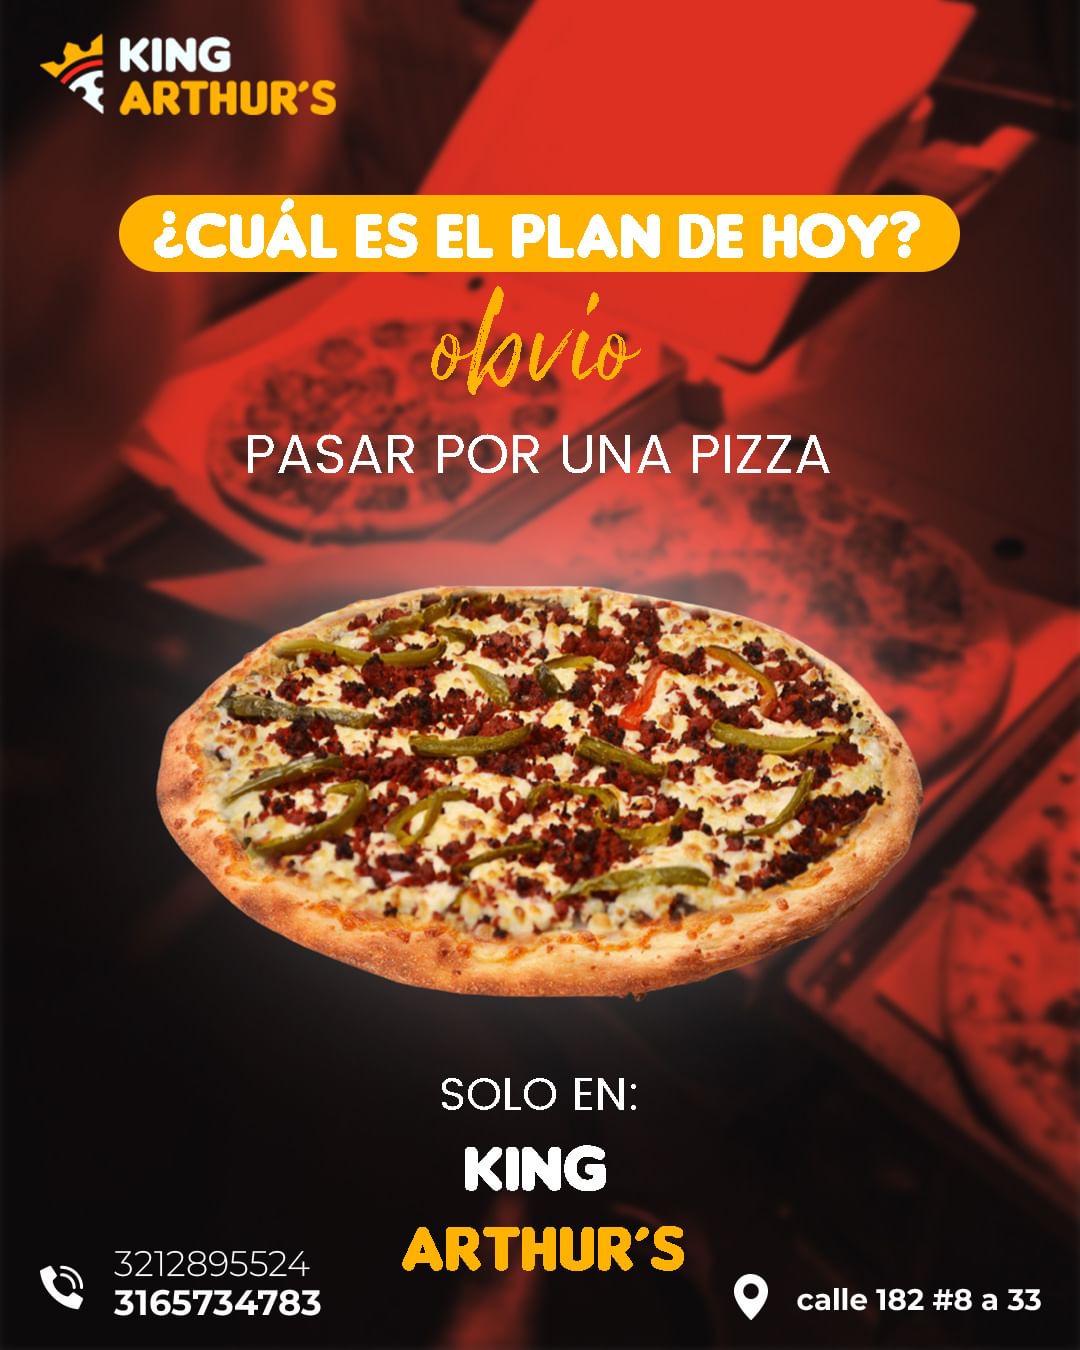 KING
ARTHUR'S
¿CUÁL ES EL PLAN DE HOY?
obvio
PASAR POR UNA PIZZA
SOLO EN:
KING
ARTHUR'S
3212895524
3165734783
calle 182 #8 a 33